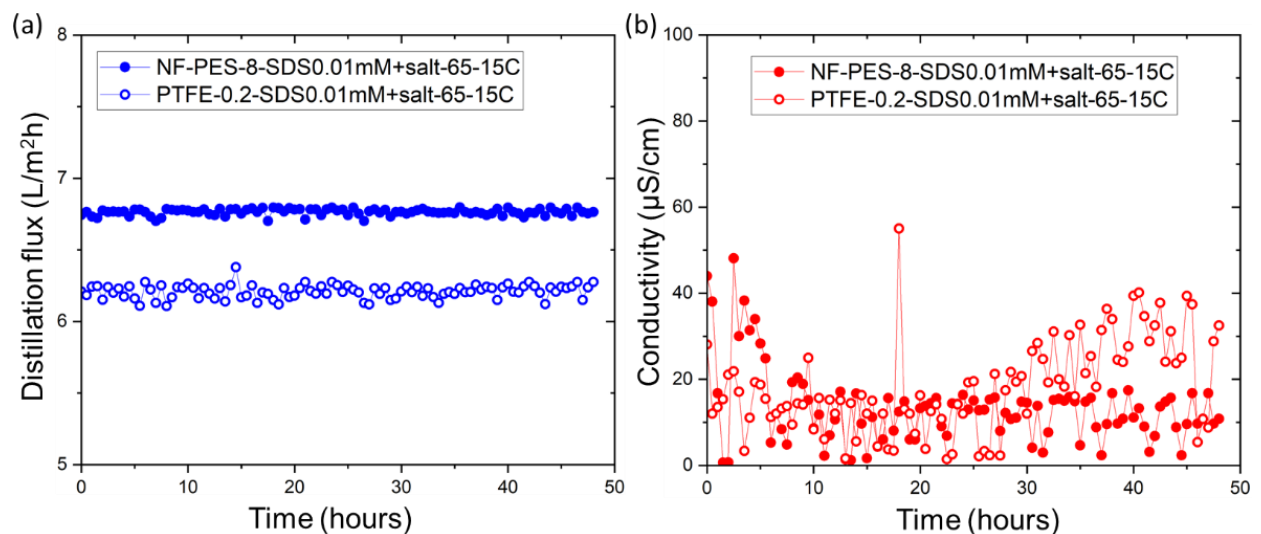 (a)
8
7
6
5
Distillation flux (L/m²h)
NF-PES-8-SDS0.01mM+salt-65-15C
PTFE-0.2-SDS0.01mM+salt-65-15C
0 10 20 30 40 50
Time (hours)
(b)
100
80
60
40
20
0
Conductivity (µS/cm)
NF-PES-8-SDS0.01mM+salt-65-15C
PTFE-0.2-SDS0.01mM+salt-65-15C
0 10 20 30 40 50
Time (hours)